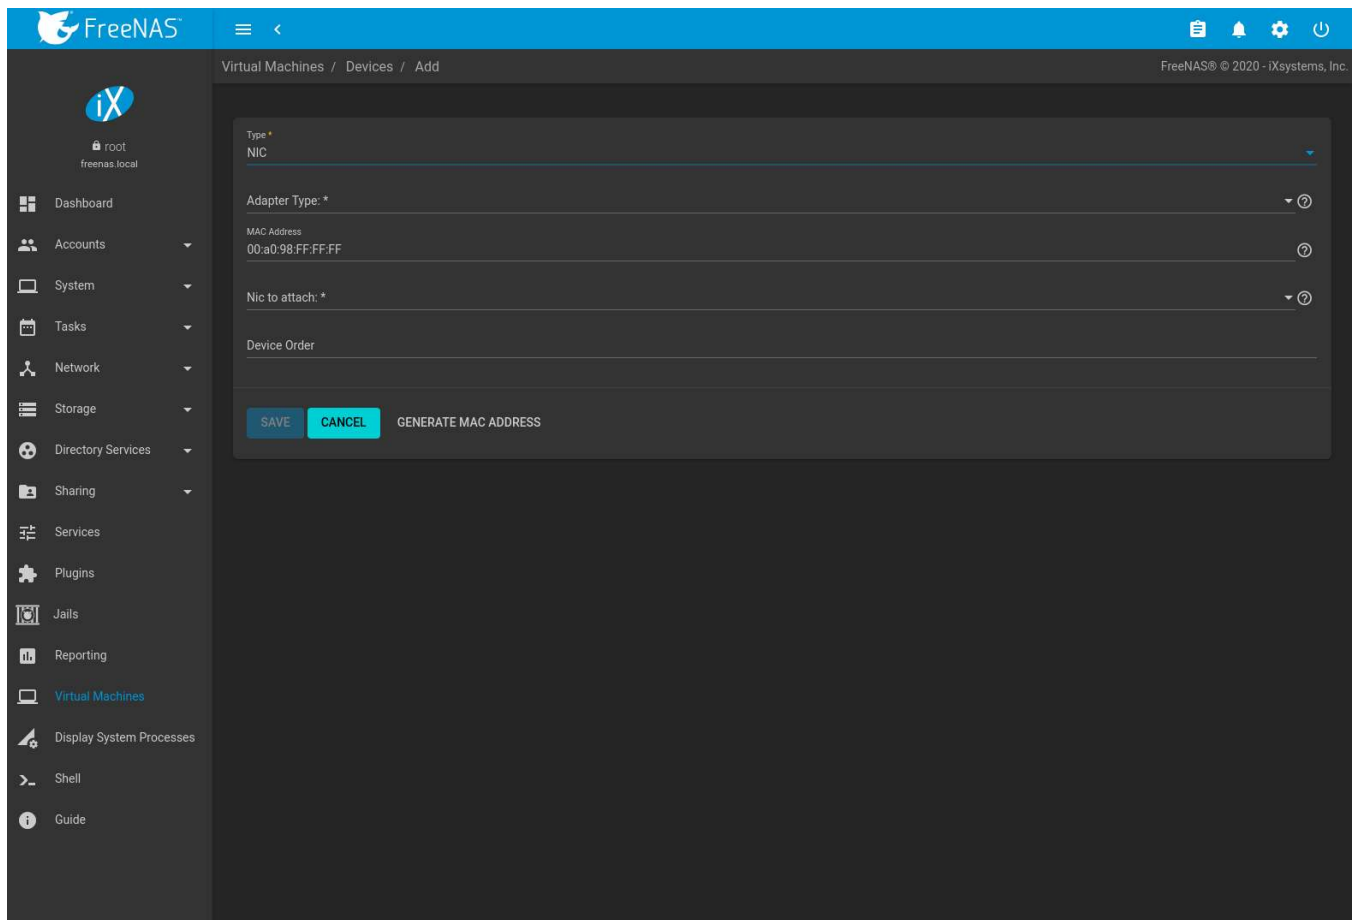 FreeNAS
Virtual Machines / Devices / Add
FreeNAS® © 2020 - iXsystems, Inc.
iX
root
freenas.local
Dashboard
Accounts
System
Tasks
Network
Storage
Directory Services
Sharing
Services
Plugins
Jails
Reporting
Virtual Machines
Display System Processes
Shell
Guide
Type *
NIC
Adapter Type: *
MAC Address
00:a0:98:FF:FF:FF
Nic to attach: *
Device Order
SAVE CANCEL GENERATE MAC ADDRESS